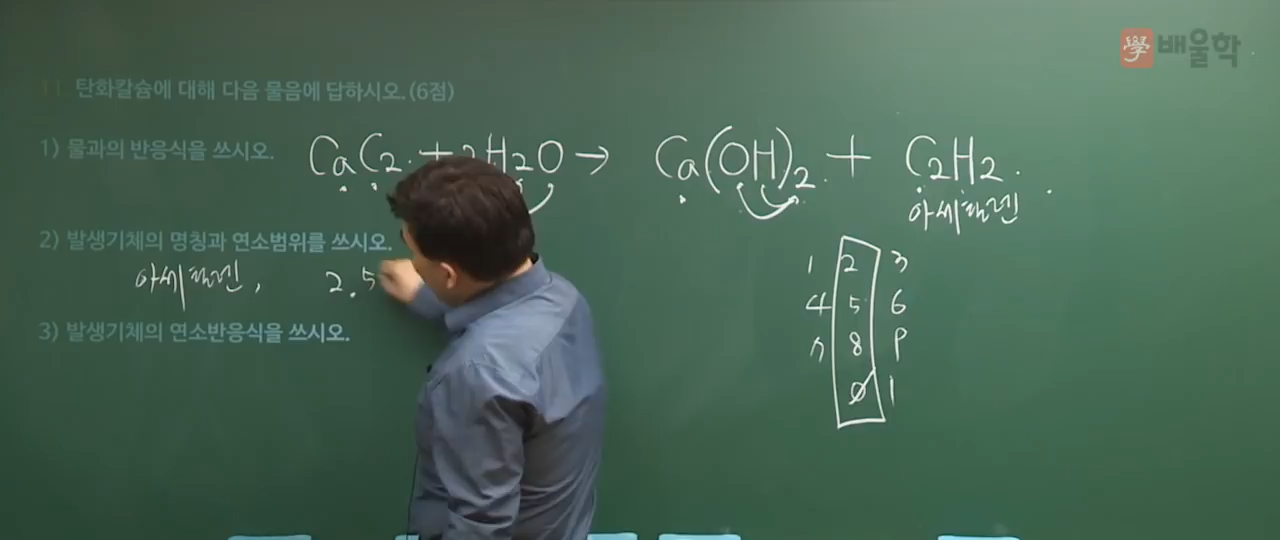 學 배울학
11 탄화칼슘에 대해 다음 물음에 답하시오.(6점)
1) 물과의 반응식을 쓰시오. CaC2 + 2H2O → Ca(OH)2 + C2H2.
아세틸렌
2) 발생기체의 명칭과 연소범위를 쓰시오.
아세틸렌, 2.5
3) 발생기체의 연소반응식을 쓰시오.
1 2 3
4 5 6
8
0 1